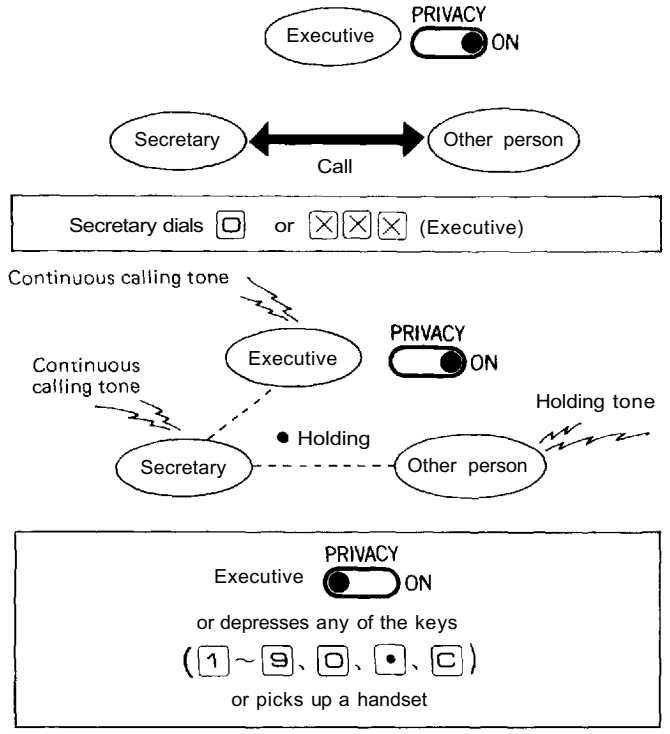 PRIVACY
Executive ON
Secretary Other person
Call
Secretary dials 0 or X X X (Executive)
Continuous calling tone
PRIVACY
Executive ON
Continuous
calling tone
Holding tone
• Holding
Secretary Other person
PRIVACY
Executive ON
or depresses any of the keys
(1~9、0、•、C)
or picks up a handset